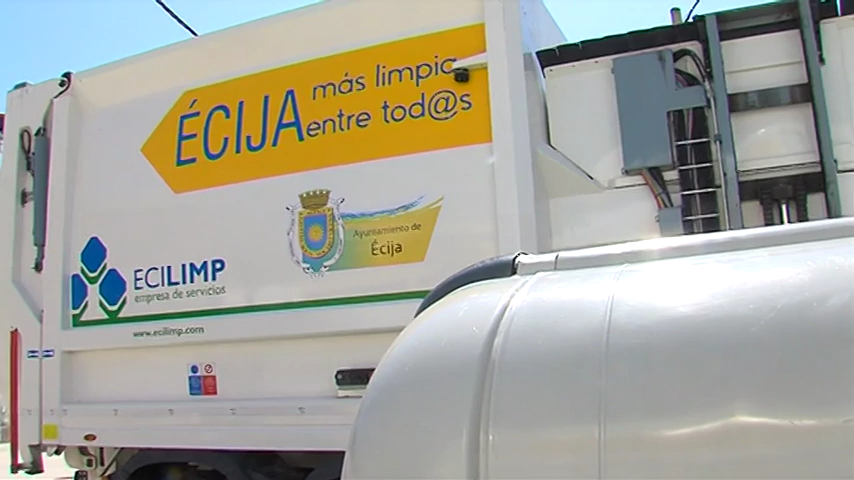 ÉCIJA
más limpia
entre tod@s
Ayuntamiento de
Écija
ECILIMP
empresa de servicios
www.ecilimp.com